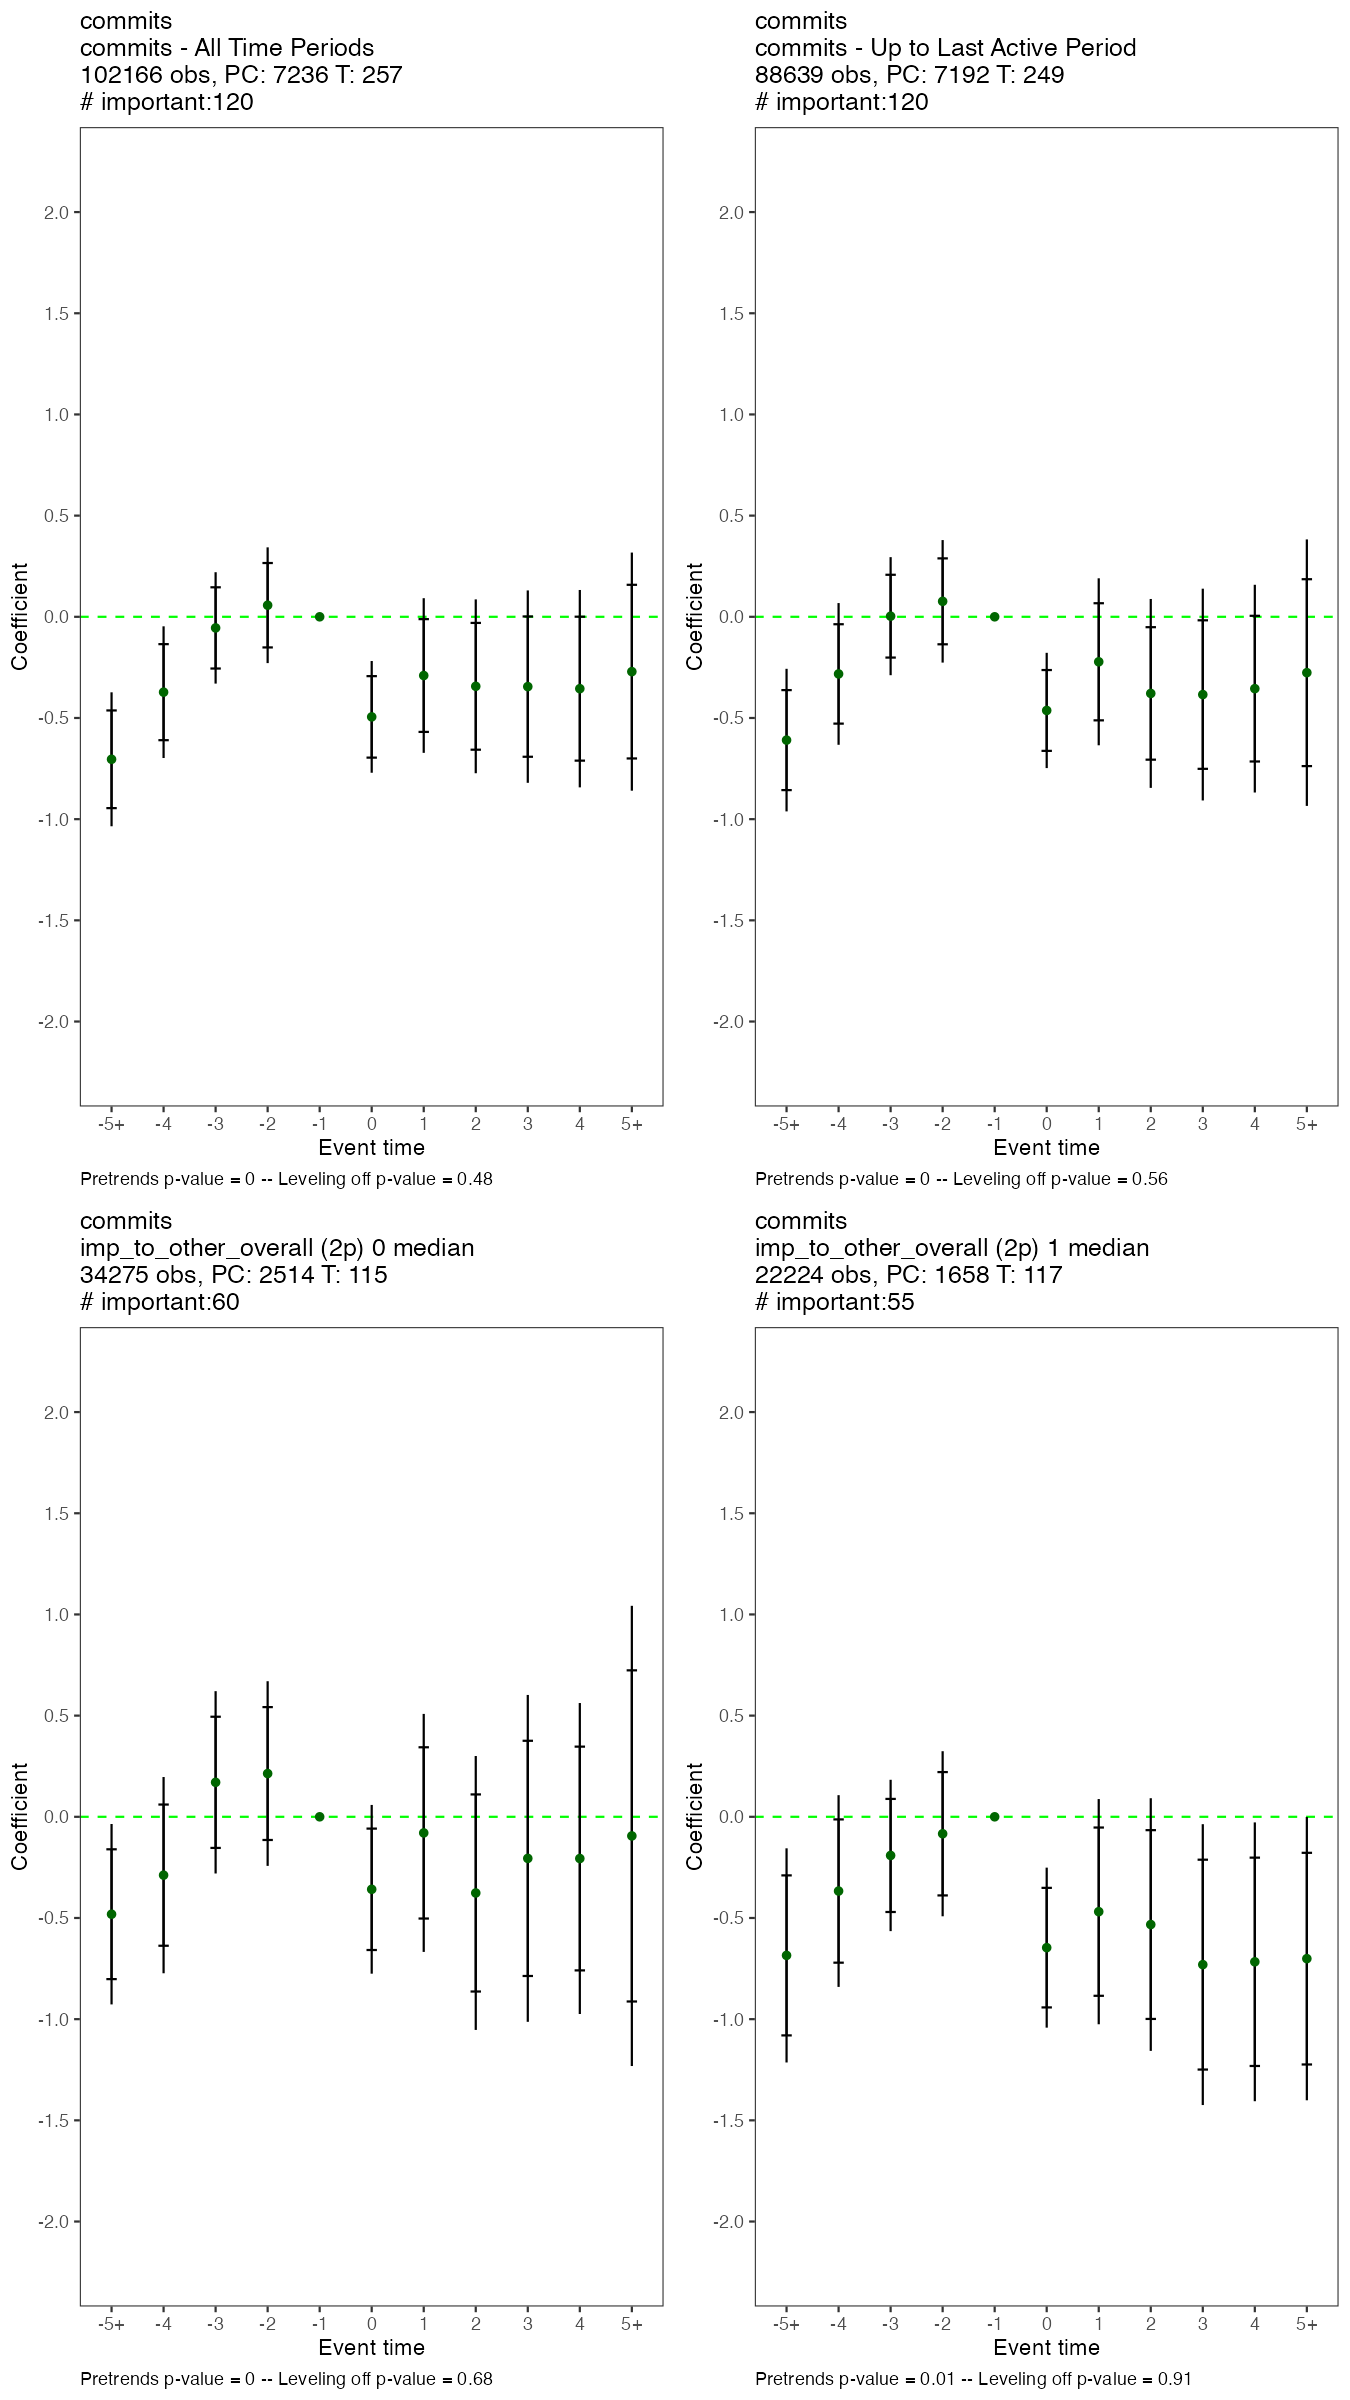 commits
commits - All Time Periods
102166 obs, PC: 7236 T: 257
# important:120
Coefficient
2.0
1.5
1.0
0.5
0.0
-0.5
-1.0
-1.5
-2.0
-5+ -4 -3 -2 -1 0 1 2 3 4 5+
Event time
Pretrends p-value = 0 -- Leveling off p-value = 0.48
commits
commits - Up to Last Active Period
88639 obs, PC: 7192 T: 249
# important:120
Coefficient
2.0
1.5
1.0
0.5
0.0
-0.5
-1.0
-1.5
-2.0
-5+ -4 -3 -2 -1 0 1 2 3 4 5+
Event time
Pretrends p-value = 0 -- Leveling off p-value = 0.56
commits
imp_to_other_overall (2p) 0 median
34275 obs, PC: 2514 T: 115
# important:60
Coefficient
2.0
1.5
1.0
0.5
0.0
-0.5
-1.0
-1.5
-2.0
-5+ -4 -3 -2 -1 0 1 2 3 4 5+
Event time
Pretrends p-value = 0 -- Leveling off p-value = 0.68
commits
imp_to_other_overall (2p) 1 median
22224 obs, PC: 1658 T: 117
# important:55
Coefficient
2.0
1.5
1.0
0.5
0.0
-0.5
-1.0
-1.5
-2.0
-5+ -4 -3 -2 -1 0 1 2 3 4 5+
Event time
Pretrends p-value = 0.01 -- Leveling off p-value = 0.91